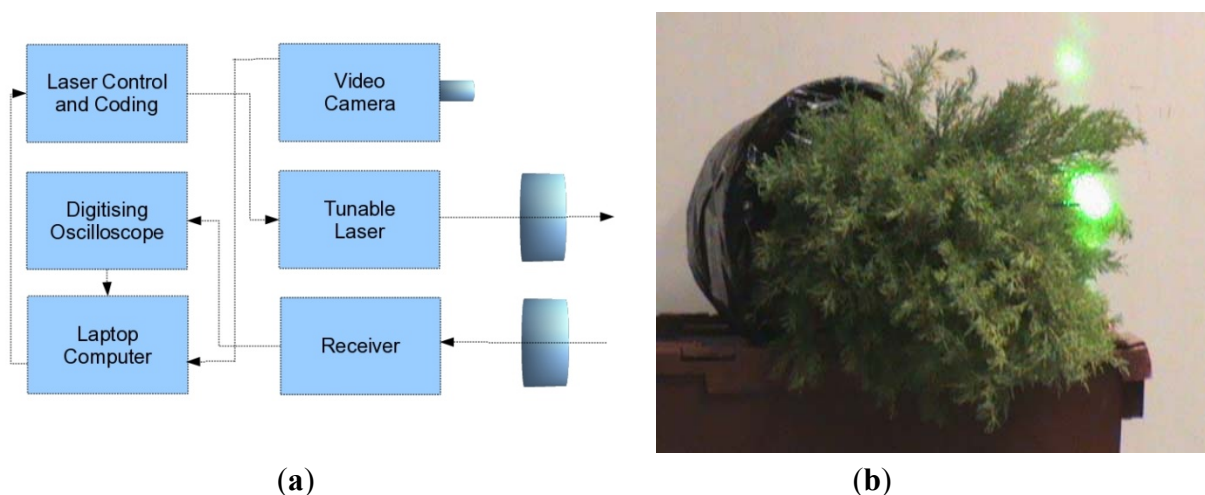 Laser Control
and Coding
Video
Camera
Digitising
Oscilloscope
Tunable
Laser
Laptop
Computer
Receiver
(a)
(b)